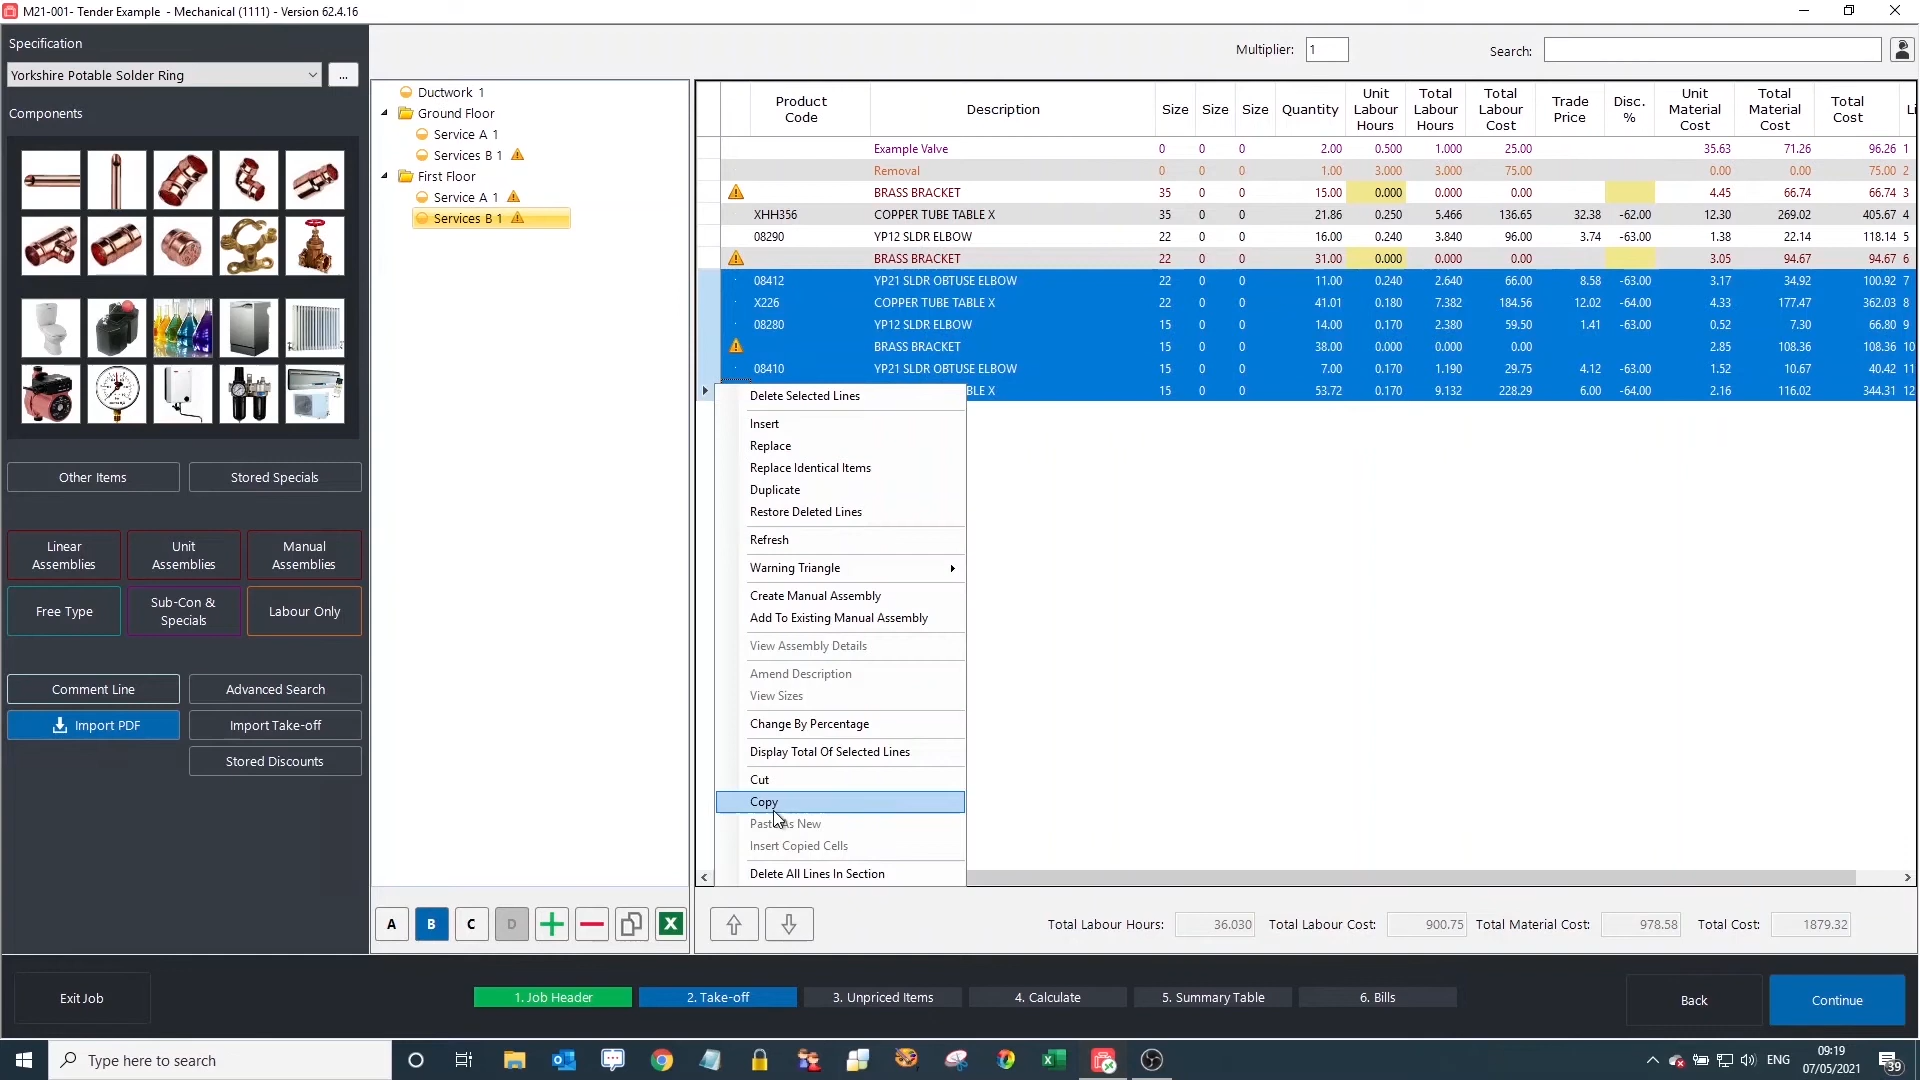 M21-001- Tender Example - Mechanical (1111) - Version 62.4.16
Specification
Yorkshire Potable Solder Ring
...
Components
Other Items
Stored Specials
Linear Assemblies
Unit Assemblies
Manual Assemblies
Free Type
Sub-Con & Specials
Labour Only
Comment Line
Advanced Search
Import PDF
Import Take-off
Stored Discounts
Ductwork 1
Ground Floor
Service A 1
Services B 1
First Floor
Service A 1
Services B 1
A B C D
Multiplier: 1
Search:
Product Code Description Size Size Size Quantity Unit Labour Hours Total Labour Hours Total Labour Cost Trade Price Disc. % Unit Material Cost Total Material Cost Total Cost Li
Example Valve 0 0 0 2.00 0.500 1.000 25.00 35.63 71.26 96.26 1
Removal 0 0 0 1.00 3.000 3.000 75.00 0.00 0.00 75.00 2
BRASS BRACKET 35 0 0 15.00 0.000 0.000 0.00 4.45 66.74 66.74 3
XHH356 COPPER TUBE TABLE X 35 0 0 21.86 0.250 5.466 136.65 32.38 -62.00 12.30 269.02 405.67 4
08290 YP12 SLDR ELBOW 22 0 0 16.00 0.240 3.840 96.00 3.74 -63.00 1.38 22.14 118.14 5
BRASS BRACKET 22 0 0 31.00 0.000 0.000 0.00 3.05 94.67 94.67 6
08412 YP21 SLDR OBTUSE ELBOW 22 0 0 11.00 0.240 2.640 66.00 8.58 -63.00 3.17 34.92 100.92 7
X226 COPPER TUBE TABLE X 22 0 0 41.01 0.180 7.382 184.56 12.02 -64.00 4.33 177.47 362.03 8
08280 YP12 SLDR ELBOW 15 0 0 14.00 0.170 2.380 59.50 1.41 -63.00 0.52 7.30 66.80 9
BRASS BRACKET 15 0 0 38.00 0.000 0.000 0.00 2.85 108.36 108.36 10
08410 YP21 SLDR OBTUSE ELBOW 15 0 0 7.00 0.170 1.190 29.75 4.12 -63.00 1.52 10.67 40.42 11
BLE X 15 0 0 53.72 0.170 9.132 228.29 6.00 -64.00 2.16 116.02 344.31 12
Delete Selected Lines
Insert
Replace
Replace Identical Items
Duplicate
Restore Deleted Lines
Refresh
Warning Triangle
Create Manual Assembly
Add To Existing Manual Assembly
View Assembly Details
Amend Description
View Sizes
Change By Percentage
Display Total Of Selected Lines
Cut
Copy
Paste As New
Insert Copied Cells
Delete All Lines In Section
Total Labour Hours: 36.030 Total Labour Cost: 900.75 Total Material Cost: 978.58 Total Cost: 1879.32
Exit Job
1. Job Header
2. Take-off
3. Unpriced Items
4. Calculate
5. Summary Table
6. Bills
Back
Continue
Type here to search
ENG
09:19
07/05/2021
39